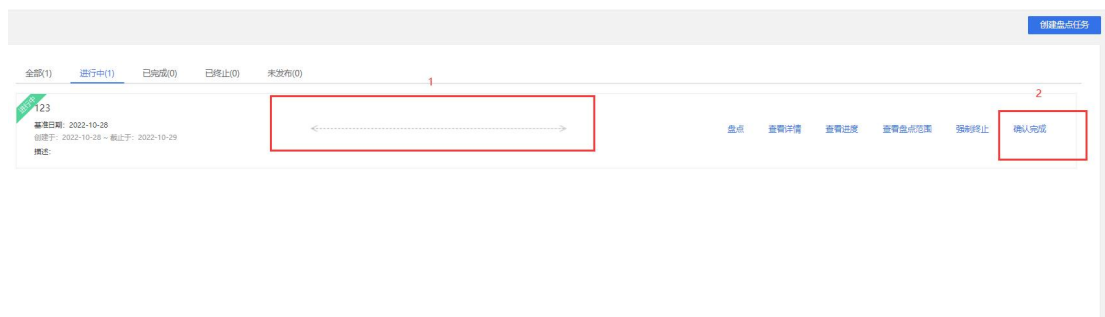 创建盘点任务
全部(1) 进行中(1) 已完成(0) 已终止(0) 未发布(0)
1
2
进行中
123
基准日期：2022-10-28
创建于：2022-10-28 ~ 截止于：2022-10-29
描述：
盘点 查看详情 查看进度 查看盘点范围 强制终止 确认完成